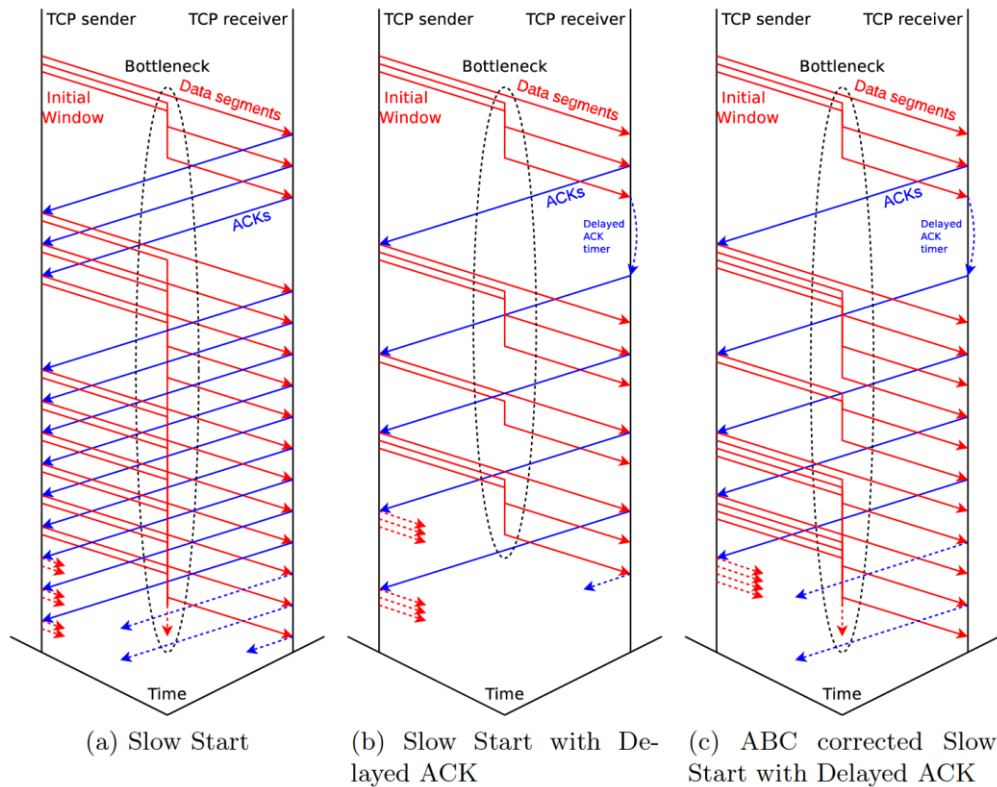 TCP sender
TCP receiver
Bottleneck
Data segments
Initial
Window
ACKs
Time
(a) Slow Start
TCP sender
TCP receiver
Bottleneck
Data segments
Initial
Window
ACKs
Delayed
ACK
timer
Time
(b) Slow Start with De-
layed ACK
TCP sender
TCP receiver
Bottleneck
Data segments
Initial
Window
ACKs
Delayed
ACK
timer
Time
(c) ABC corrected Slow
Start with Delayed ACK